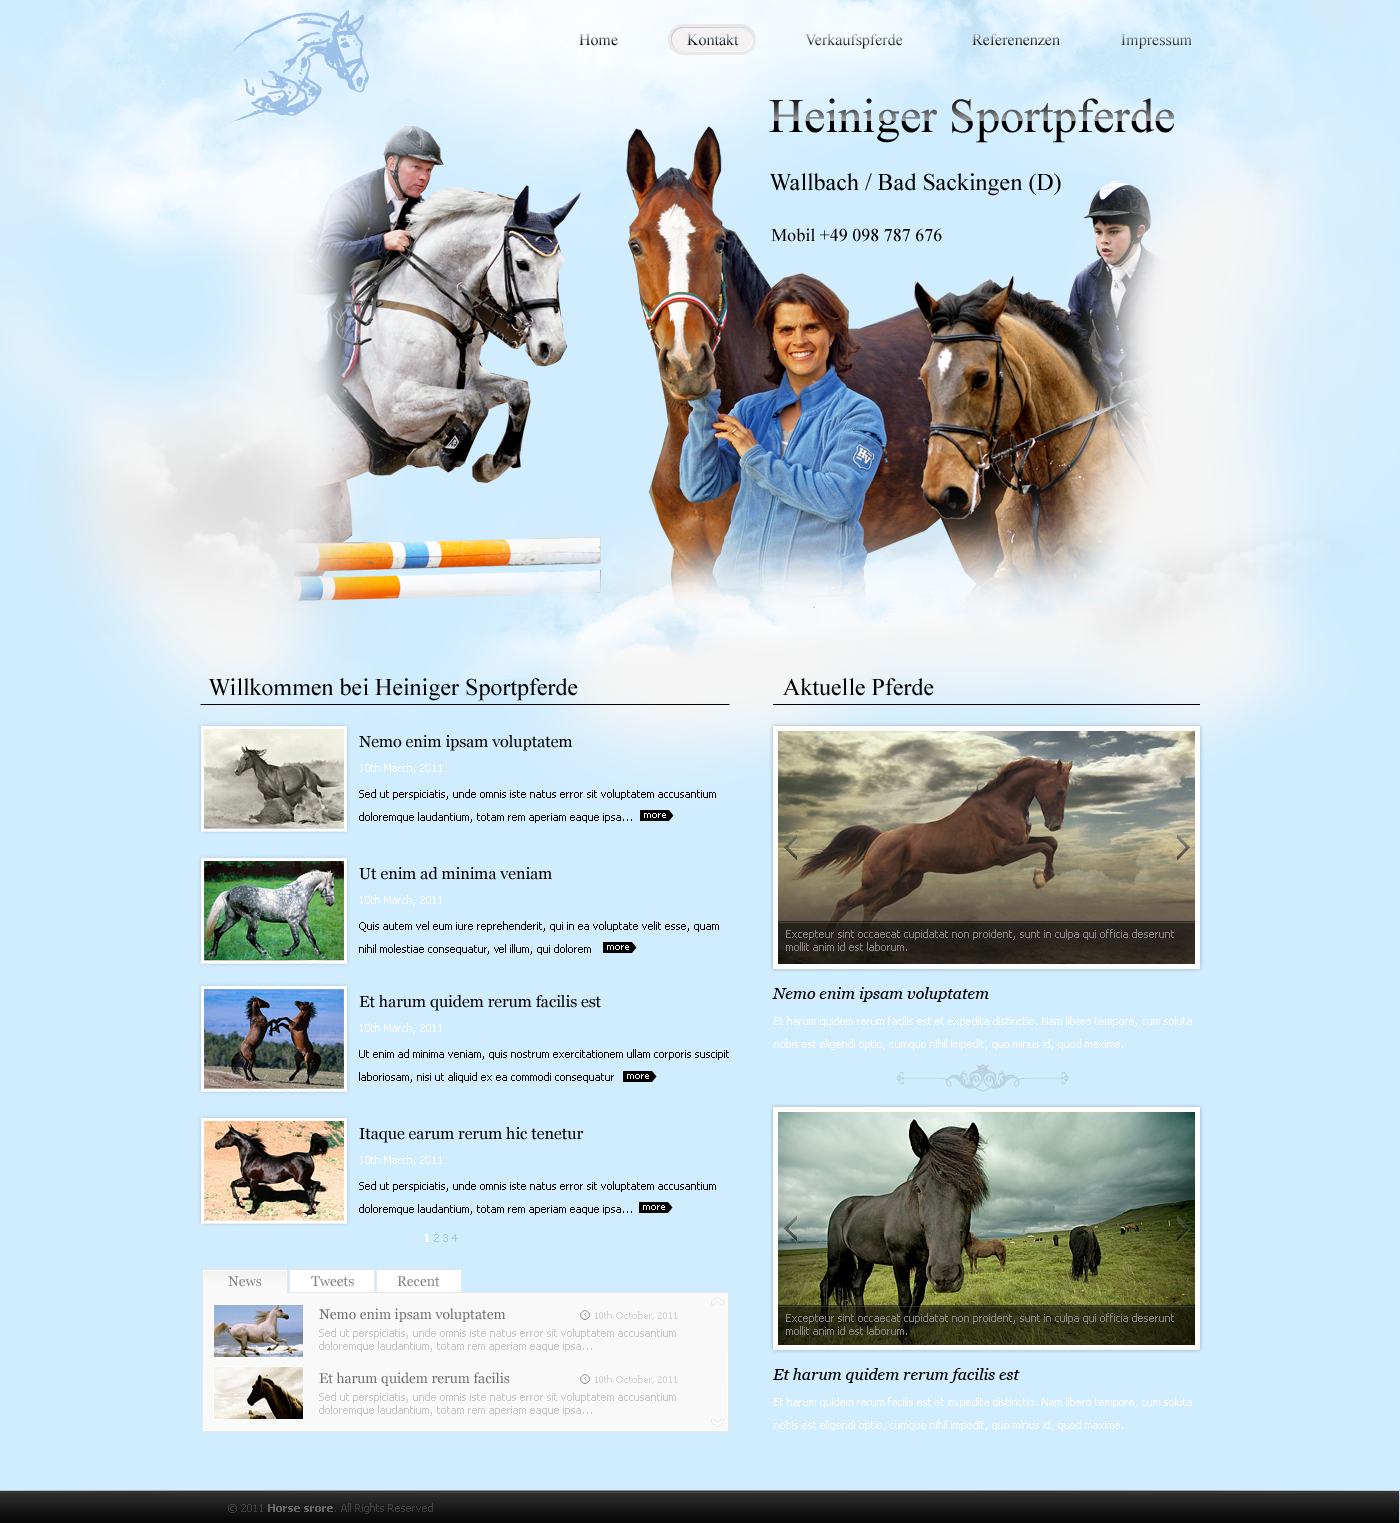 Home
Kontakt
Verkaufspferde
Referenenzen
Impressum
Heiniger Sportpferde
Wallbach / Bad Sackingen (D)
Mobil +49 098 787 676
Willkommen bei Heiniger Sportpferde
Nemo enim ipsam voluptatem
10th March, 2011
Sed ut perspiciatis, unde omnis iste natus error sit voluptatem accusantium
doloremque laudantium, totam rem aperiam eaque ipsa... more
Ut enim ad minima veniam
10th March, 2011
Quis autem vel eum iure reprehenderit, qui in ea voluptate velit esse, quam
nihil molestiae consequatur, vel illum, qui dolorem more
Et harum quidem rerum facilis est
10th March, 2011
Ut enim ad minima veniam, quis nostrum exercitationem ullam corporis suscipit
laboriosam, nisi ut aliquid ex ea commodi consequatur more
Itaque earum rerum hic tenetur
10th March, 2011
Sed ut perspiciatis, unde omnis iste natus error sit voluptatem accusantium
doloremque laudantium, totam rem aperiam eaque ipsa... more
1 2 3 4
News
Tweets
Recent
Nemo enim ipsam voluptatem
10th October, 2011
Sed ut perspiciatis, unde omnis iste natus error sit voluptatem accusantium
doloremque laudantium, totam rem aperiam eaque ipsa...
Et harum quidem rerum facilis
10th October, 2011
Sed ut perspiciatis, unde omnis iste natus error sit voluptatem accusantium
doloremque laudantium, totam rem aperiam eaque ipsa...
Aktuelle Pferde
Excepteur sint occaecat cupidatat non proident, sunt in culpa qui officia deserunt
mollit anim id est laborum.
Nemo enim ipsam voluptatem
Et harum quidem rerum facilis est et expedita distinctio. Nam libero tempore, cum soluta
nobis est eligendi optio, cumque nihil impedit, quo minus id, quod maxime.
Excepteur sint occaecat cupidatat non proident, sunt in culpa qui officia deserunt
mollit anim id est laborum.
Et harum quidem rerum facilis est
Et harum quidem rerum facilis est et expedita distinctio. Nam libero tempore, cum soluta
nobis est eligendi optio, cumque nihil impedit, quo minus id, quod maxime.
© 2011 Horse srore. All Rights Reserved